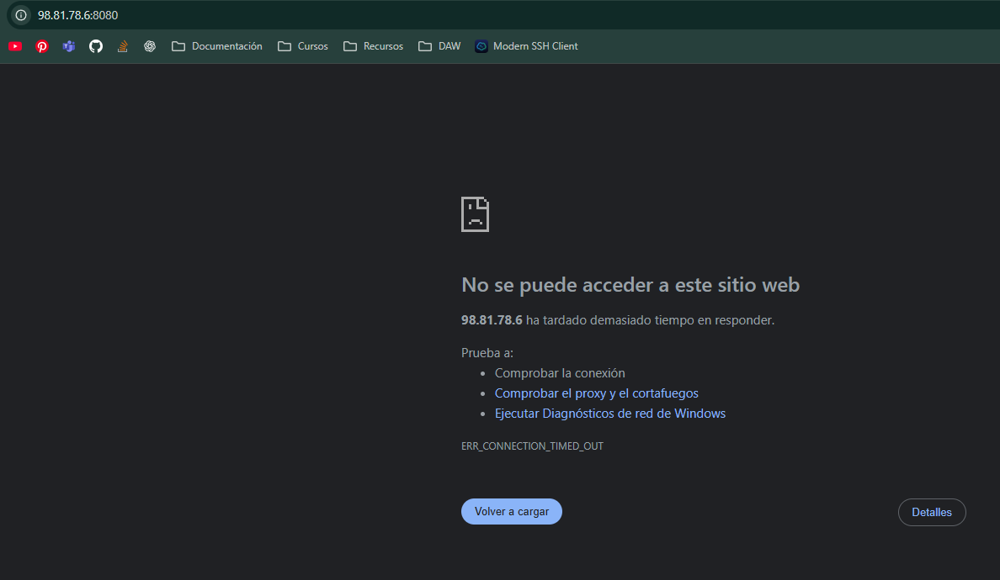 98.81.78.6:8080
Documentación Cursos Recursos DAW Modern SSH Client
No se puede acceder a este sitio web
98.81.78.6 ha tardado demasiado tiempo en responder.
Prueba a:
Comprobar la conexión
Comprobar el proxy y el cortafuegos
Ejecutar Diagnósticos de red de Windows
ERR_CONNECTION_TIMED_OUT
Volver a cargar Detalles